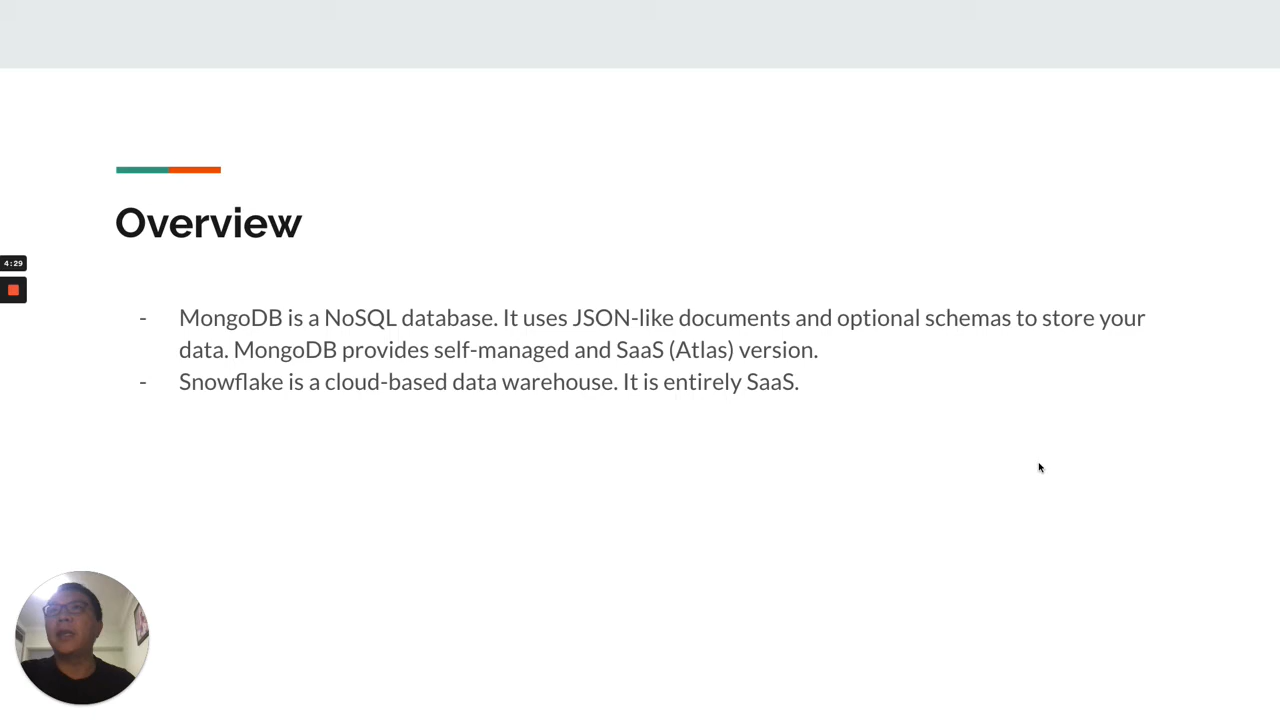 Overview
4:29
- MongoDB is a NoSQL database. It uses JSON-like documents and optional schemas to store your
data. MongoDB provides self-managed and SaaS (Atlas) version.
- Snowflake is a cloud-based data warehouse. It is entirely SaaS.